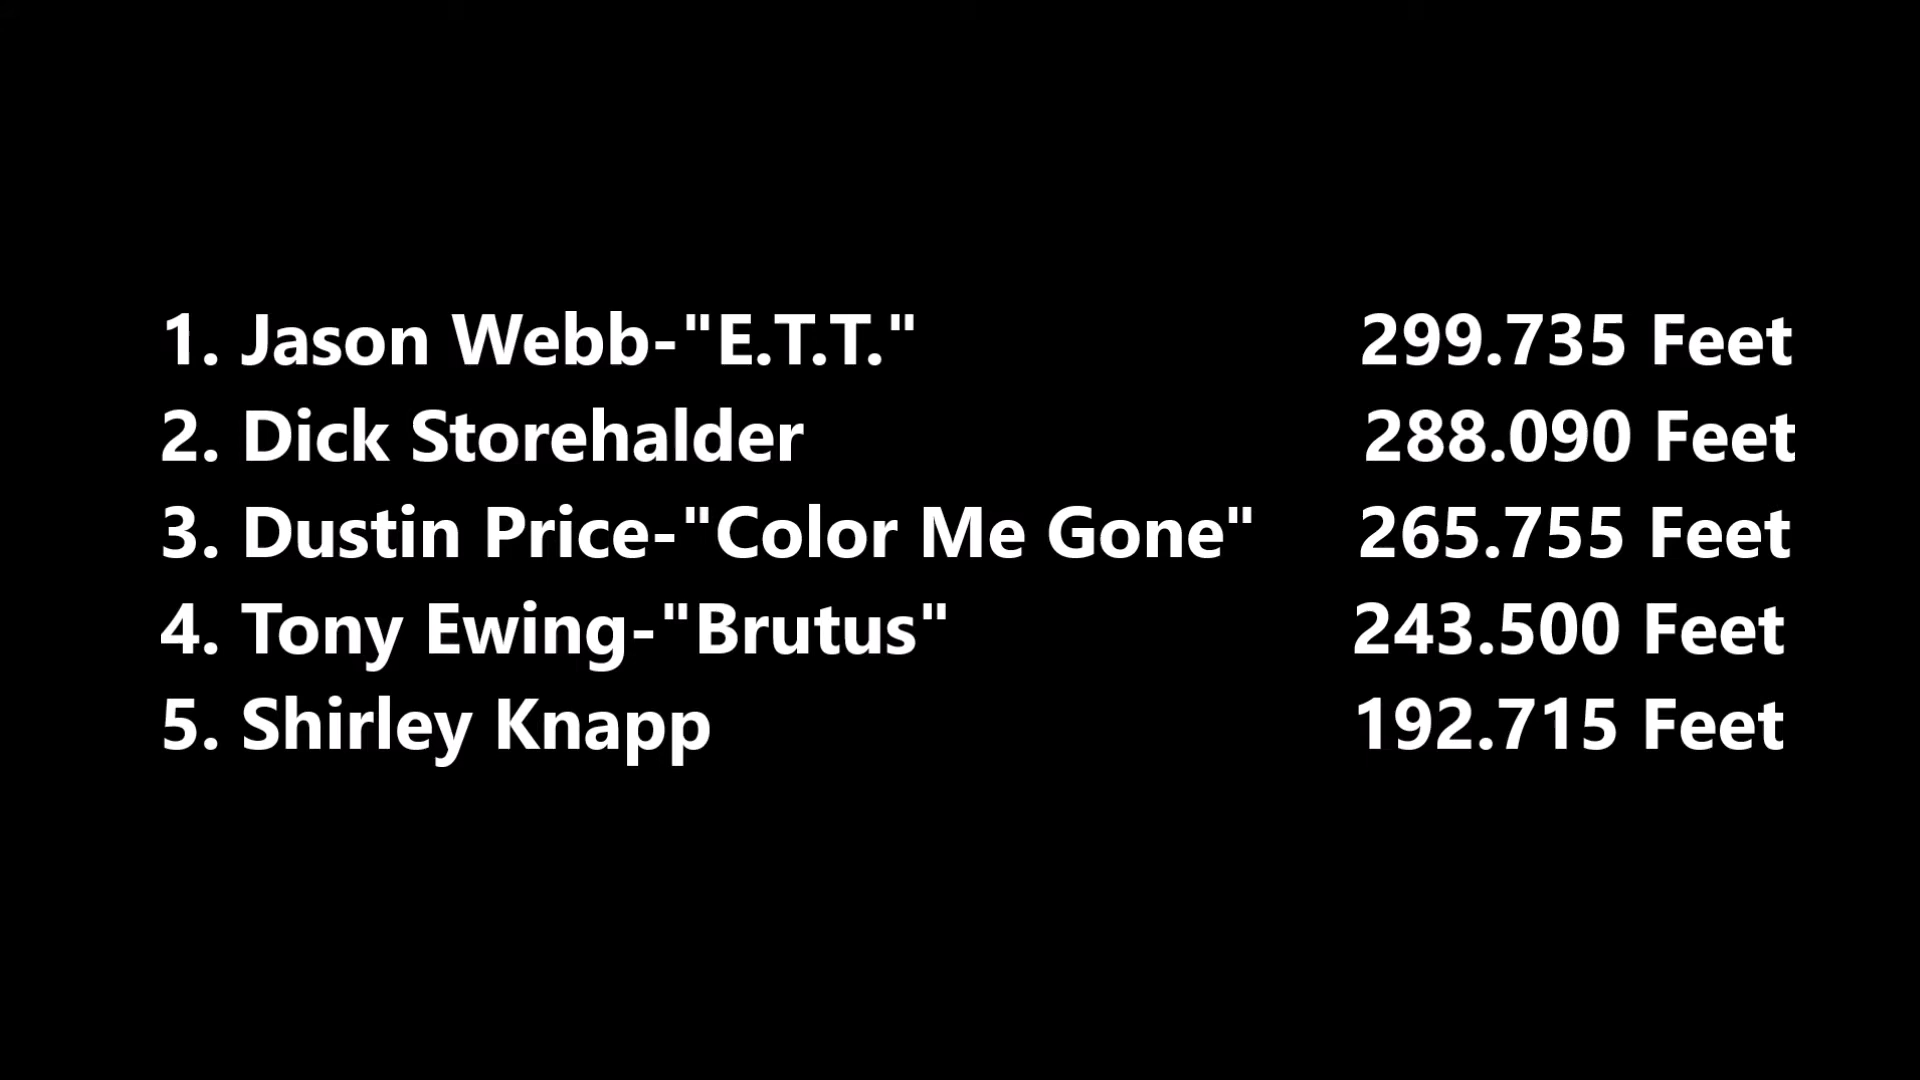 1. Jason Webb-"E.T.T." 299.735 Feet
2. Dick Storehalder 288.090 Feet
3. Dustin Price-"Color Me Gone" 265.755 Feet
4. Tony Ewing-"Brutus" 243.500 Feet
5. Shirley Knapp 192.715 Feet